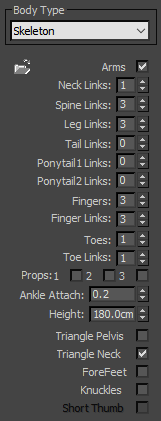 Body Type
Skeleton
Arms
Neck Links: 1
Spine Links: 3
Leg Links: 3
Tail Links: 0
Ponytail1 Links: 0
Ponytail2 Links: 0
Fingers: 3
Finger Links: 3
Toes: 1
Toe Links: 1
Props: 1 2 3
Ankle Attach: 0.2
Height: 180.0cm
Triangle Pelvis
Triangle Neck
ForeFeet
Knuckles
Short Thumb